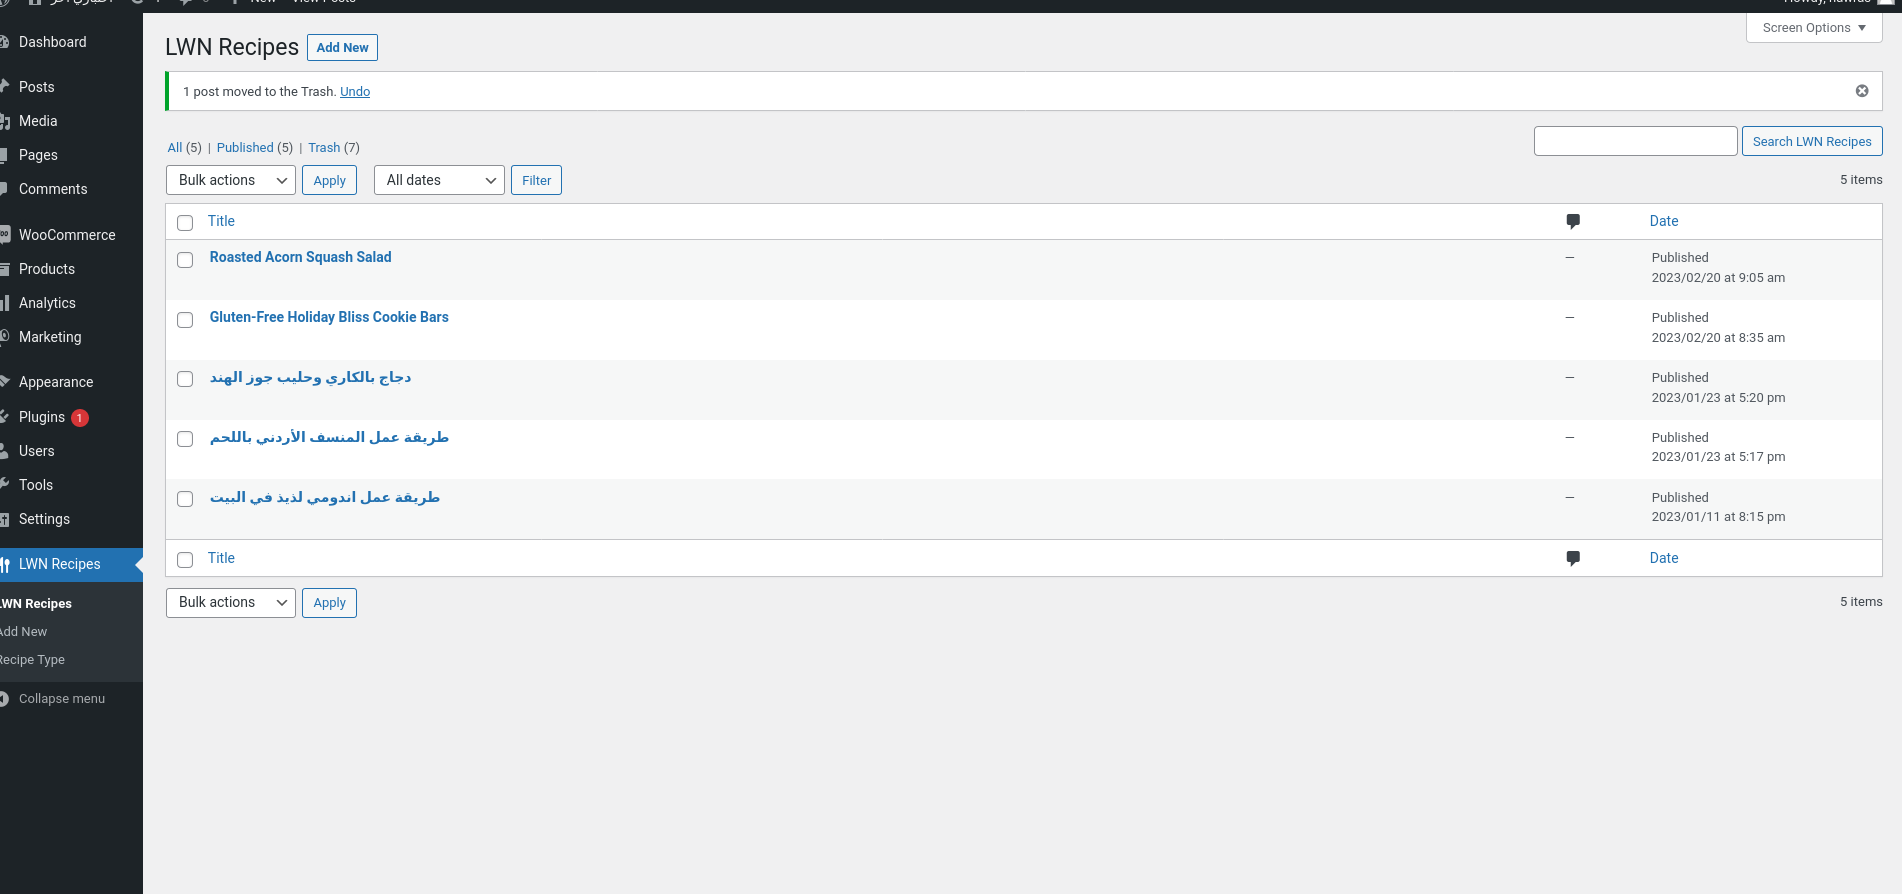 New
View Posts
Dashboard
Posts
Media
Pages
Comments
WooCommerce
Products
Analytics
Marketing
Appearance
Plugins 1
Users
Tools
Settings
LWN Recipes
LWN Recipes
Add New
Recipe Type
Collapse menu
Screen Options
LWN Recipes Add New
1 post moved to the Trash. Undo
All (5) | Published (5) | Trash (7)
Search LWN Recipes
Bulk actions Apply All dates Filter 5 items
Title Date
Roasted Acorn Squash Salad — Published
2023/02/20 at 9:05 am
Gluten-Free Holiday Bliss Cookie Bars — Published
2023/02/20 at 8:35 am
دجاج بالكاري وحليب جوز الهند — Published
2023/01/23 at 5:20 pm
طريقة عمل المنسف الأردني باللحم — Published
2023/01/23 at 5:17 pm
طريقة عمل اندومي لذيذ في البيت — Published
2023/01/11 at 8:15 pm
Title Date
Bulk actions Apply 5 items